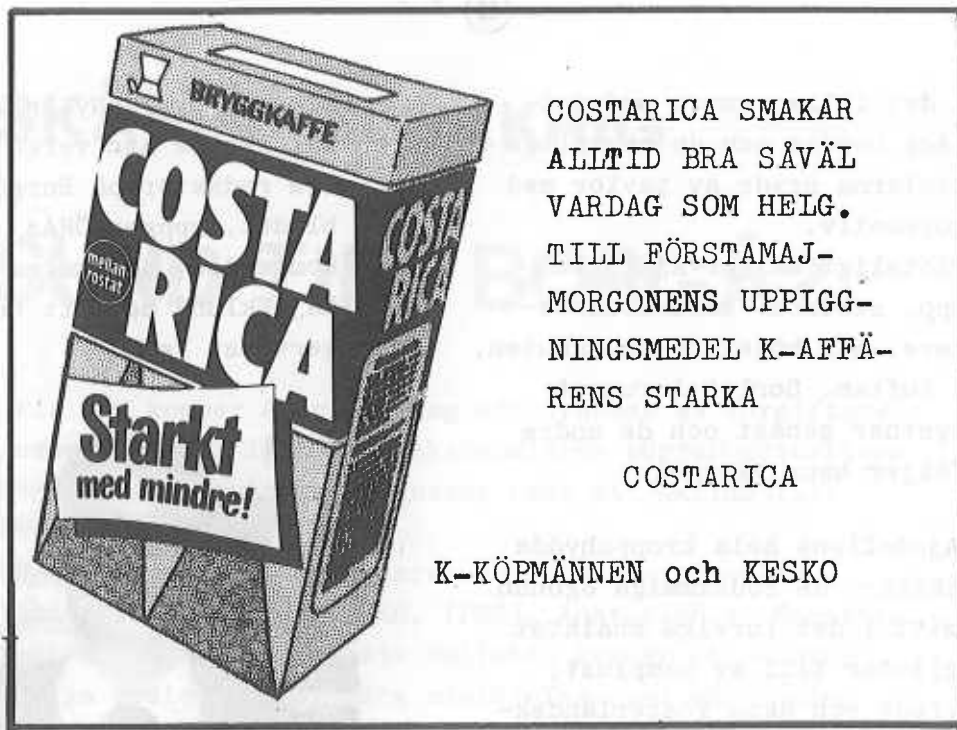 BRYGGKAFFE
COSTA
RICA
COSTA
RICA
mellan
rostat
Starkt
med mindre!
COSTARICA SMAKAR
ALLTID BRA SÅVÄL
VARDAG SOM HELG.
TILL FÖRSTAMAJ-
MORGONENS UPPIGG-
NINGSMEDEL K-AFFÄ-
RENS STARKA
COSTARICA
K-KÖPMÄNNEN och KESKO